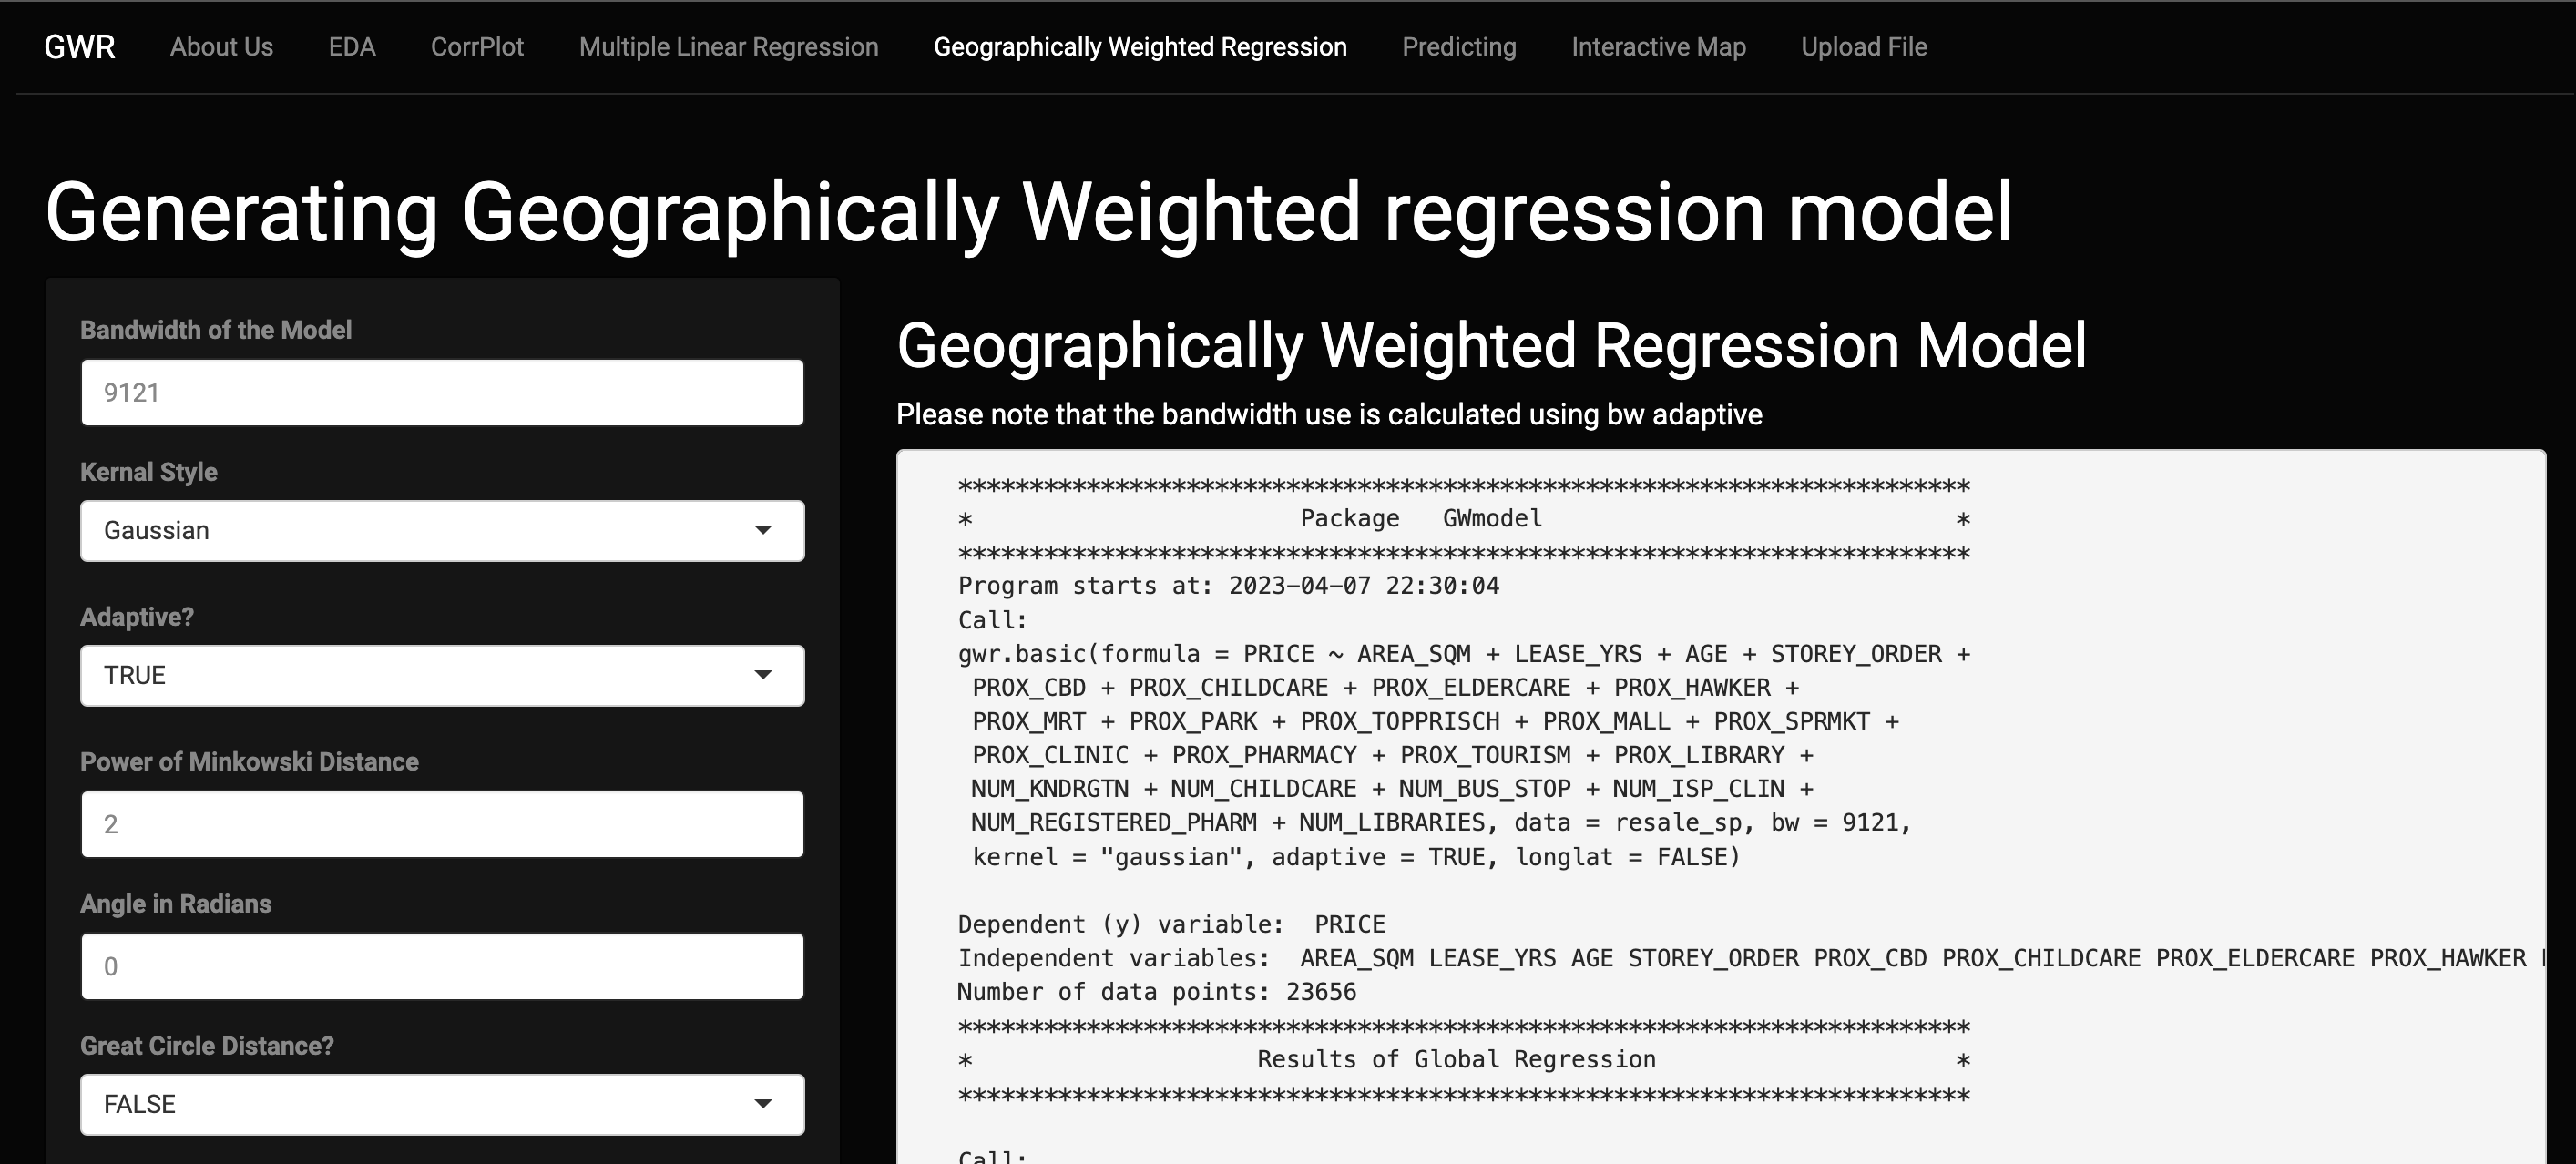 GWR About Us EDA CorrPlot Multiple Linear Regression Geographically Weighted Regression Predicting Interactive Map Upload File
Generating Geographically Weighted regression model
Bandwidth of the Model
9121
Kernal Style
Gaussian
Adaptive?
TRUE
Power of Minkowski Distance
2
Angle in Radians
0
Great Circle Distance?
FALSE
Geographically Weighted Regression Model
Please note that the bandwidth use is calculated using bw adaptive
***********************************************************************
* Package GWmodel *
***********************************************************************
Program starts at: 2023-04-07 22:30:04
Call:
gwr.basic(formula = PRICE ~ AREA_SQM + LEASE_YRS + AGE + STOREY_ORDER +
PROX_CBD + PROX_CHILDCARE + PROX_ELDERCARE + PROX_HAWKER +
PROX_MRT + PROX_PARK + PROX_TOPPRISCH + PROX_MALL + PROX_SPRMKT +
PROX_CLINIC + PROX_PHARMACY + PROX_TOURISM + PROX_LIBRARY +
NUM_KNDRGTN + NUM_CHILDCARE + NUM_BUS_STOP + NUM_ISP_CLIN +
NUM_REGISTERED_PHARM + NUM_LIBRARIES, data = resale_sp, bw = 9121,
kernel = "gaussian", adaptive = TRUE, longlat = FALSE)
Dependent (y) variable: PRICE
Independent variables: AREA_SQM LEASE_YRS AGE STOREY_ORDER PROX_CBD PROX_CHILDCARE PROX_ELDERCARE PROX_HAWKER
Number of data points: 23656
***********************************************************************
* Results of Global Regression *
***********************************************************************
Call: